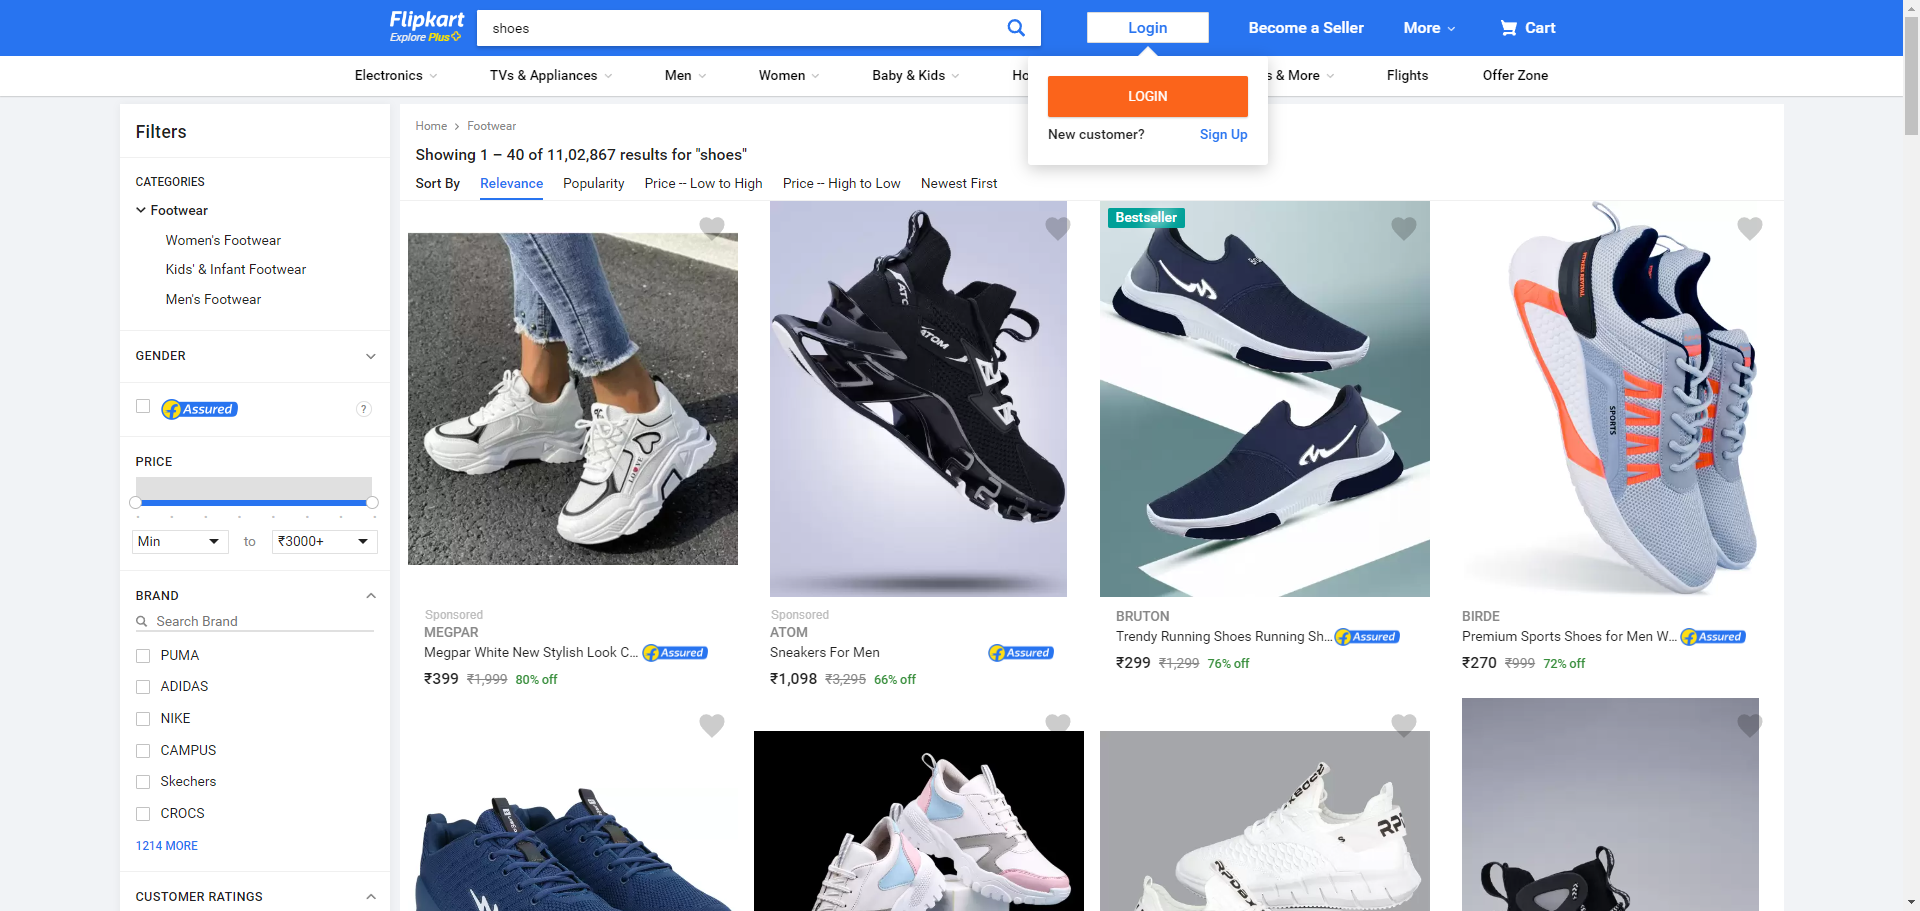 Flipkart
Explore Plus
shoes
Login
Become a Seller
More
Cart
Electronics
TVs & Appliances
Men
Women
Baby & Kids
Ho
s & More
Flights
Offer Zone
LOGIN
New customer?
Sign Up
Filters
CATEGORIES
Footwear
Women's Footwear
Kids' & Infant Footwear
Men's Footwear
GENDER
Assured
?
PRICE
Min
to
₹3000+
BRAND
Search Brand
PUMA
ADIDAS
NIKE
CAMPUS
Skechers
CROCS
1214 MORE
CUSTOMER RATINGS
Home
Footwear
Showing 1 – 40 of 11,02,867 results for "shoes"
Sort By
Relevance
Popularity
Price -- Low to High
Price -- High to Low
Newest First
LOVE
ATOM
Bestseller
SPORTS
Sponsored
MEGPAR
Megpar White New Stylish Look C...
Assured
₹399 ₹1,999 80% off
Sponsored
ATOM
Sneakers For Men
Assured
₹1,098 ₹3,295 66% off
BRUTON
Trendy Running Shoes Running Sh...
Assured
₹299 ₹1,299 76% off
BIRDE
Premium Sports Shoes for Men W...
Assured
₹270 ₹999 72% off